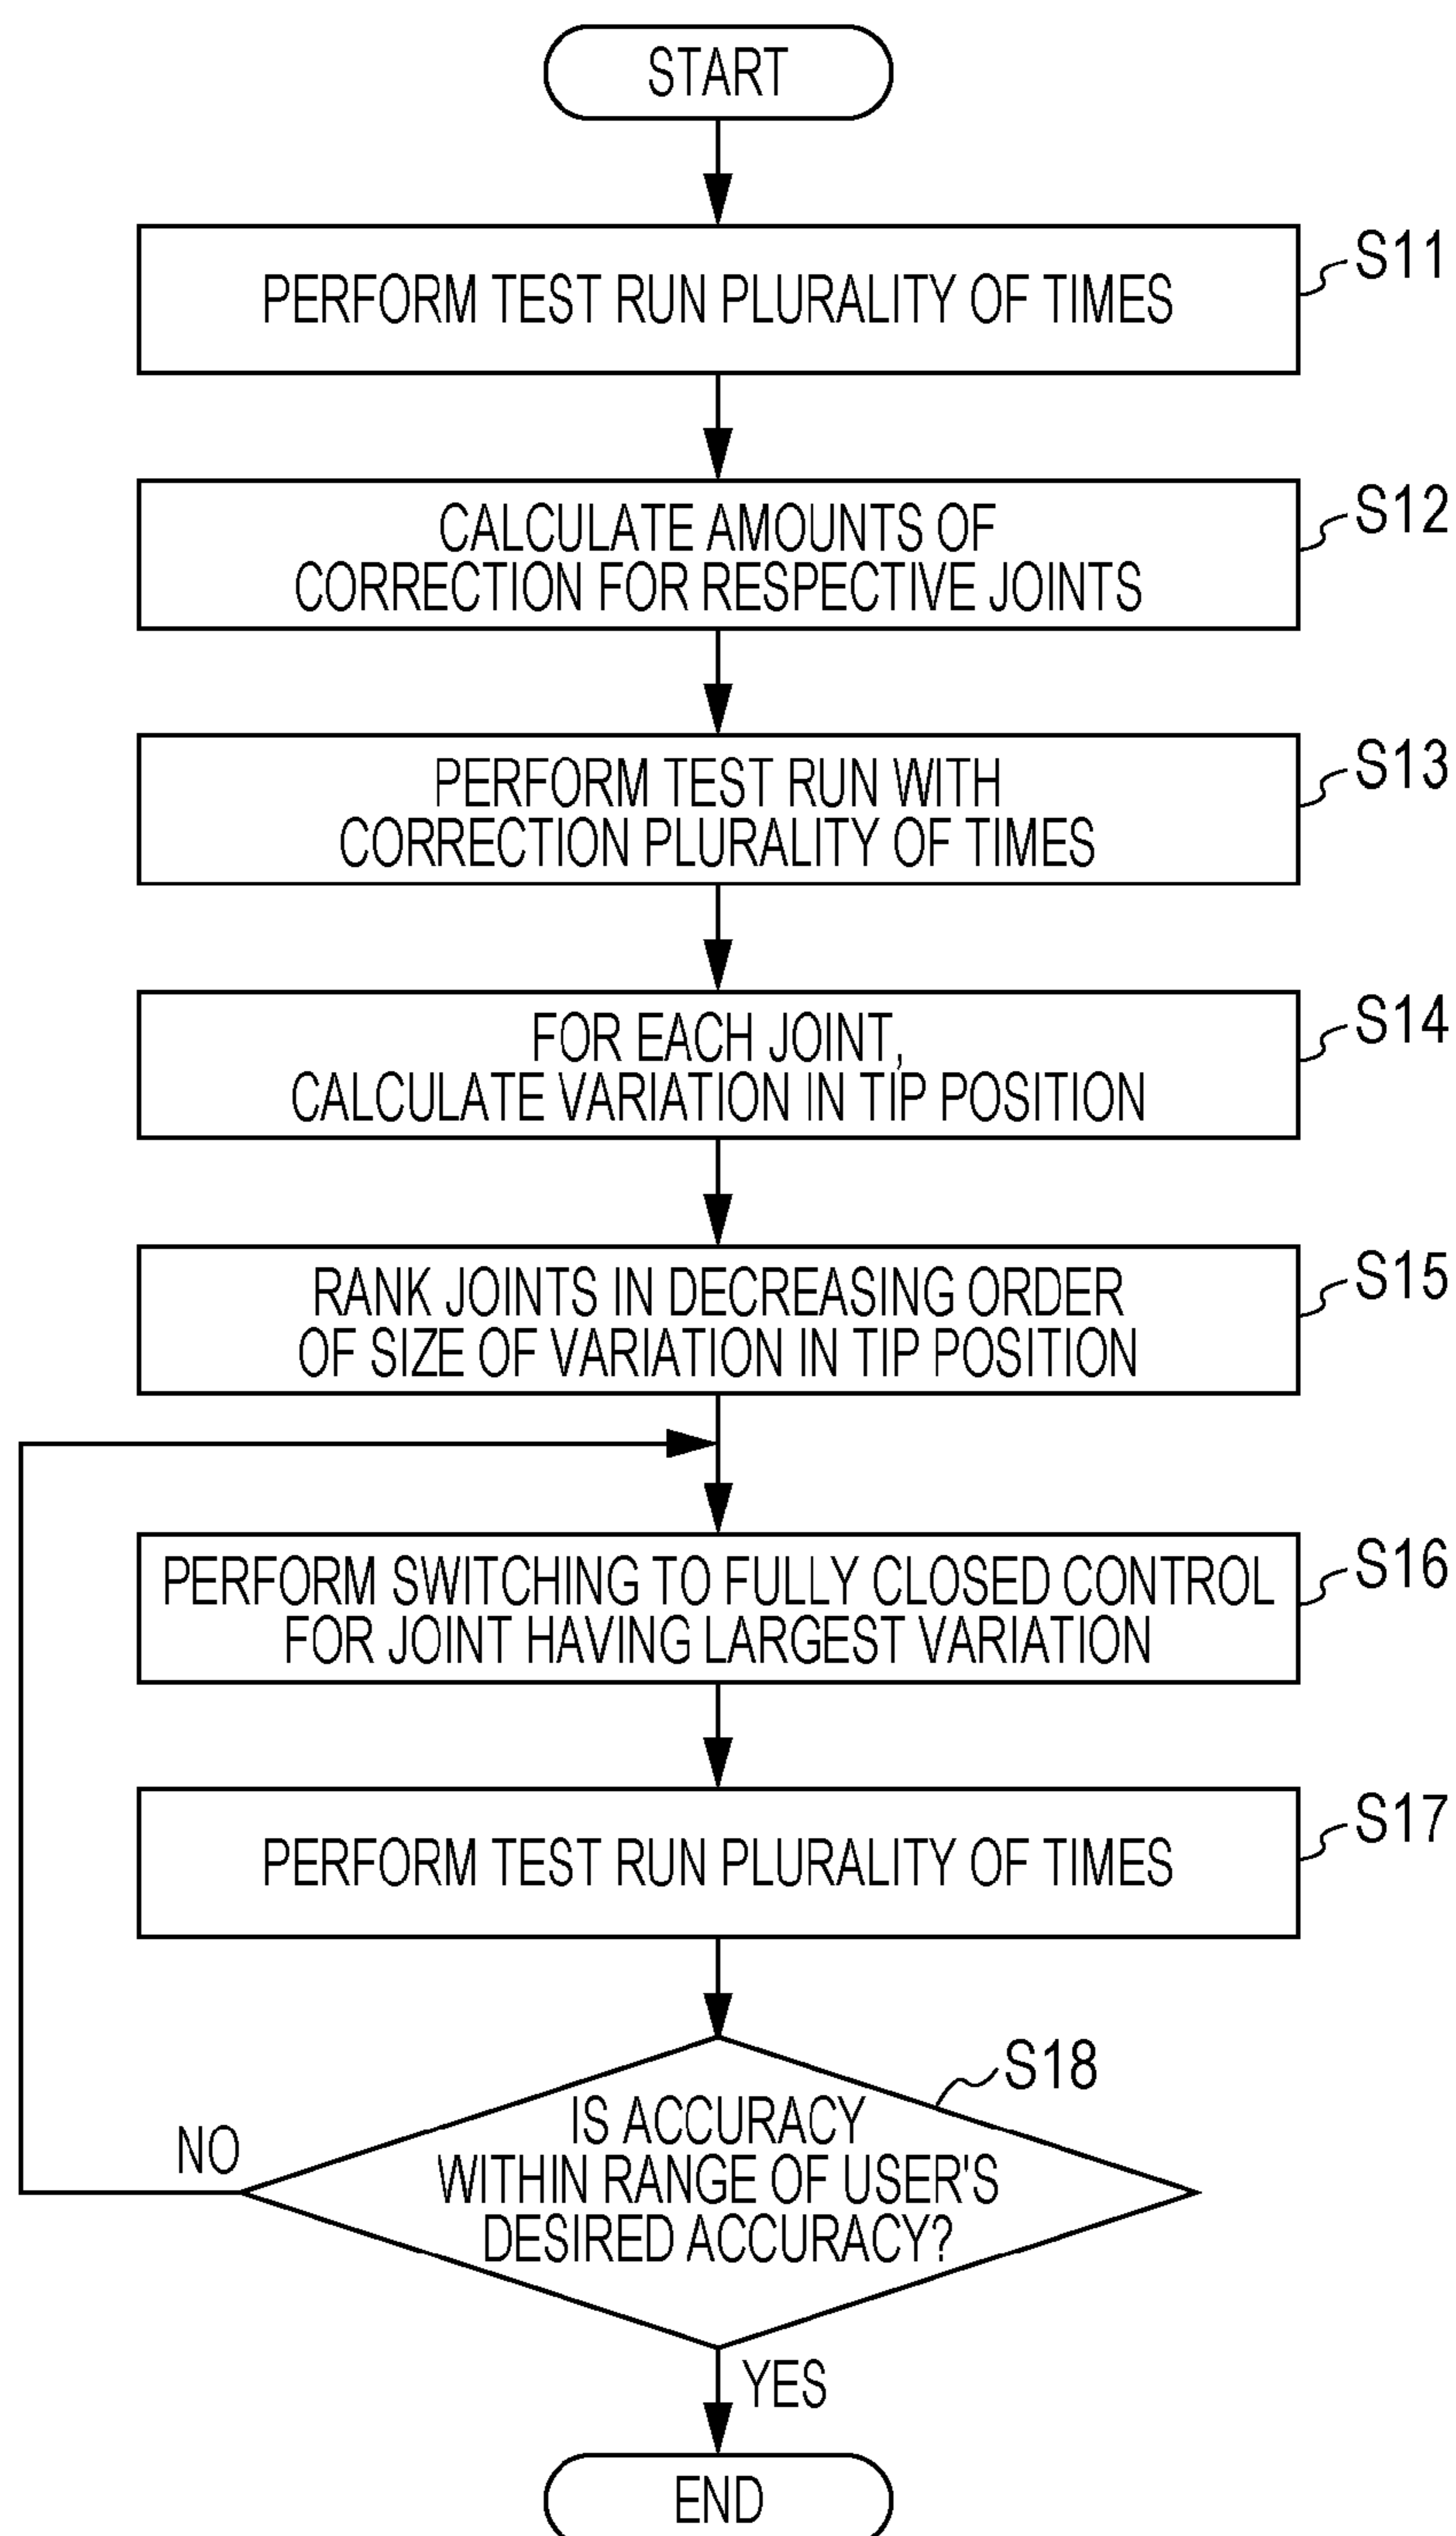 START
PERFORM TEST RUN PLURALITY OF TIMES
S11
CALCULATE AMOUNTS OF
CORRECTION FOR RESPECTIVE JOINTS
S12
PERFORM TEST RUN WITH
CORRECTION PLURALITY OF TIMES
S13
FOR EACH JOINT,
CALCULATE VARIATION IN TIP POSITION
S14
RANK JOINTS IN DECREASING ORDER
OF SIZE OF VARIATION IN TIP POSITION
S15
PERFORM SWITCHING TO FULLY CLOSED CONTROL
FOR JOINT HAVING LARGEST VARIATION
S16
PERFORM TEST RUN PLURALITY OF TIMES
S17
S18
IS ACCURACY
WITHIN RANGE OF USER'S
DESIRED ACCURACY?
NO
YES
END